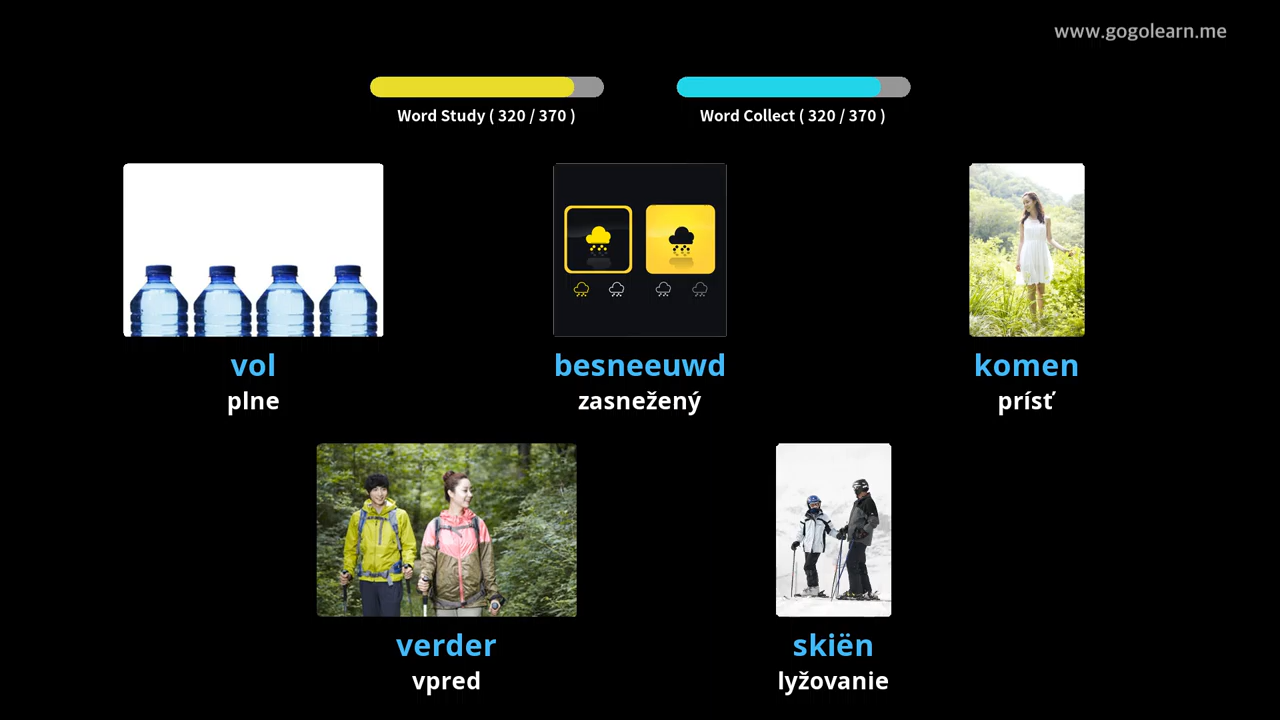 www.gogolearn.me
Word Study ( 320 / 370 )
Word Collect ( 320 / 370 )
vol
plne
besneeuwd
zasnežený
komen
prísť
verder
vpred
skiën
lyžovanie